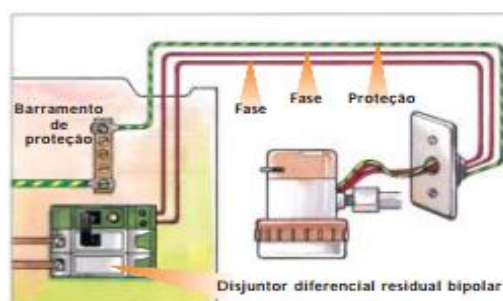 Fase
Fase
Proteção
Barramento
de
proteção
Disjuntor diferencial residual bipolar